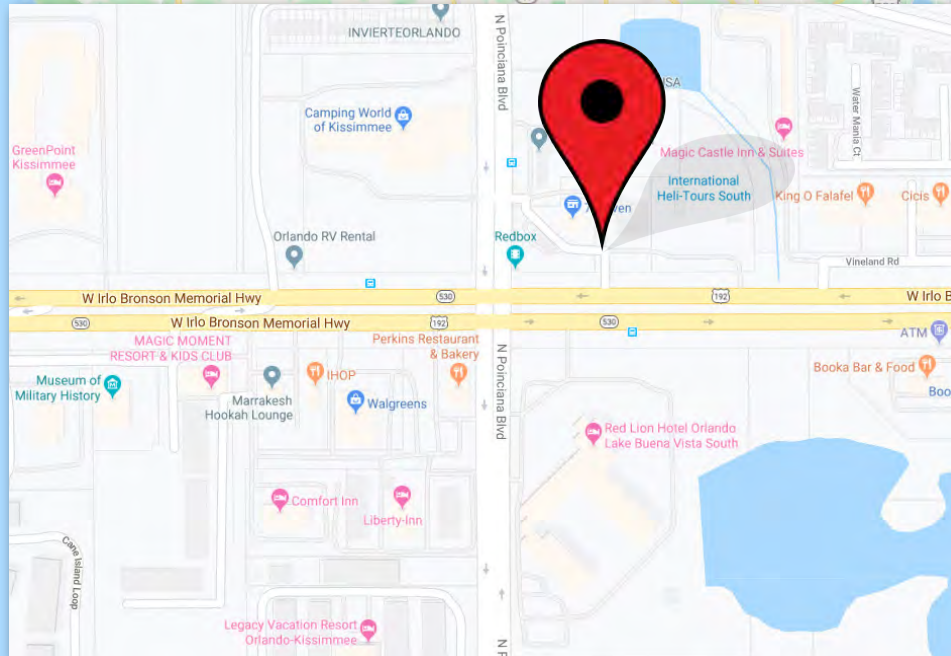 INVIERTEORLANDO
N Poinciana Blvd
Camping World
of Kissimmee
GreenPoint
Kissimmee
Water Mania Ct
Magic Castle Inn & Suites
International
Heli-Tours South
King O Falafel
Cicis
Orlando RV Rental
Redbox
Vineland Rd
W Irlo Bronson Memorial Hwy
530
192
W Irlo B
530
W Irlo Bronson Memorial Hwy
192
530
ATM
MAGIC MOMENT
RESORT & KIDS CLUB
Perkins Restaurant
& Bakery
N Poinciana Blvd
Museum of
Military History
Marrakesh
Hookah Lounge
IHOP
Walgreens
Booka Bar & Food
Boo
Red Lion Hotel Orlando
Lake Buena Vista South
Comfort Inn
Liberty-Inn
Cane Island Loop
Legacy Vacation Resort
Orlando-Kissimmee